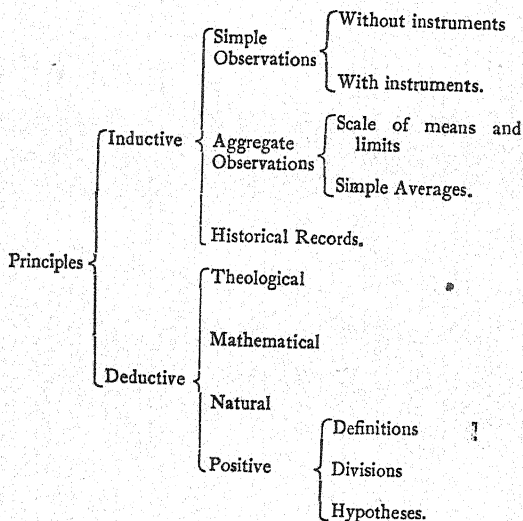 Simple
Observations
Without instruments
With instruments.
Inductive
Aggregate
Observations
Scale of means and
limits
Simple Averages.
Historical Records.
Principles
Theological
Mathematical
Deductive
Natural
Positive
Definitions
Divisions
Hypotheses.